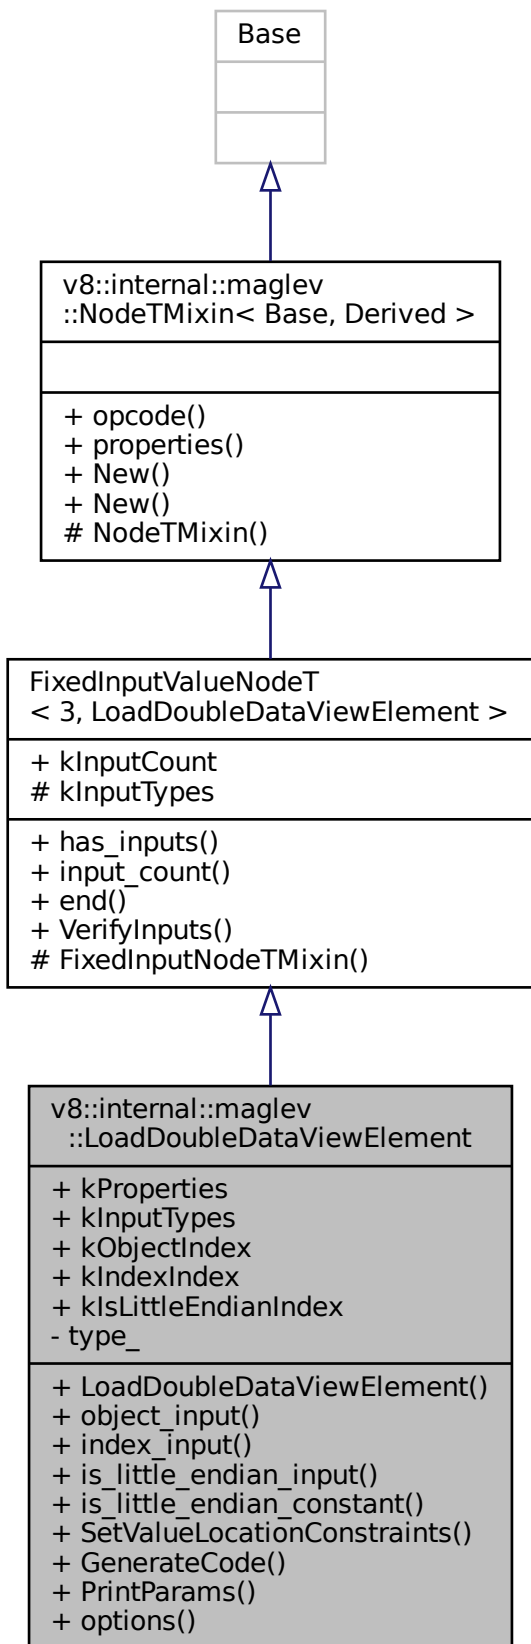 Base
v8::internal::maglev
::NodeTMixin< Base, Derived >
+ opcode()
+ properties()
+ New()
+ New()
# NodeTMixin()
FixedInputValueNodeT
< 3, LoadDoubleDataViewElement >
+ kInputCount
# kInputTypes
+ has_inputs()
+ input_count()
+ end()
+ VerifyInputs()
# FixedInputNodeTMixin()
v8::internal::maglev
::LoadDoubleDataViewElement
+ kProperties
+ kInputTypes
+ kObjectIndex
+ kIndexIndex
+ kIsLittleEndianIndex
- type_
+ LoadDoubleDataViewElement()
+ object_input()
+ index_input()
+ is_little_endian_input()
+ is_little_endian_constant()
+ SetValueLocationConstraints()
+ GenerateCode()
+ PrintParams()
+ options()